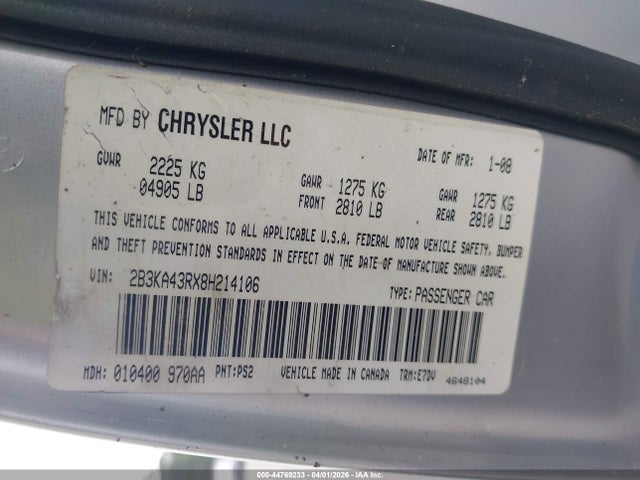 MFD BY CHRYSLER LLC
DATE OF MFR: 1-08
GVWR 2225 KG
04905 LB
GAWR 1275 KG
FRONT 2810 LB
GAWR 1275 KG
REAR 2810 LB
THIS VEHICLE CONFORMS TO ALL APPLICABLE U.S.A. FEDERAL MOTOR VEHICLE SAFETY, BUMPER
AND THEFT PREVENTION STANDARDS IN EFFECT ON THE DATE OF MANUFACTURE SHOWN ABOVE.
VIN: 2B3KA43RX8H214106
TYPE: PASSENGER CAR
MDH: 010400 970AA PNT:PS2 VEHICLE MADE IN CANADA TRM:E7DV 4648104
000-44769233 - 04/01/2026 - IAAI.COM